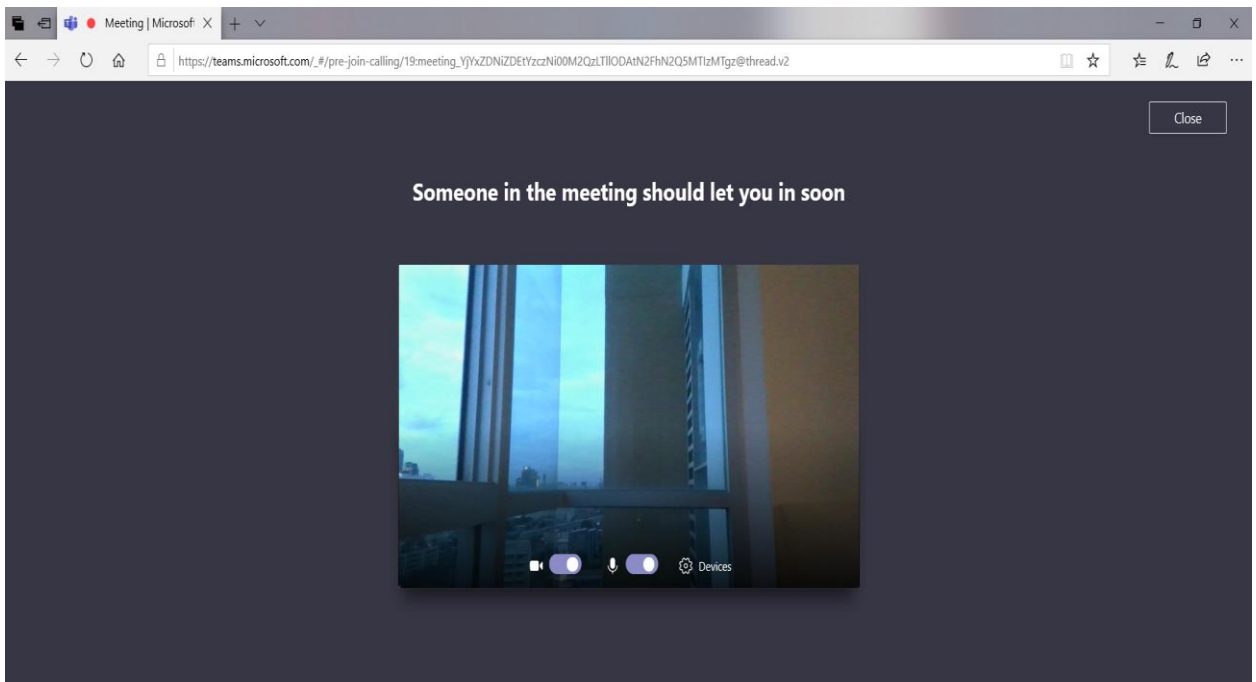 Meeting | Microsof
https://teams.microsoft.com/_#/pre-join-calling/19:meeting_YjYxZDNiZDEtYzczNi00M2QzLTllODAtN2FhN2Q5MTIzMTgz@thread.v2
Close
Someone in the meeting should let you in soon
Devices